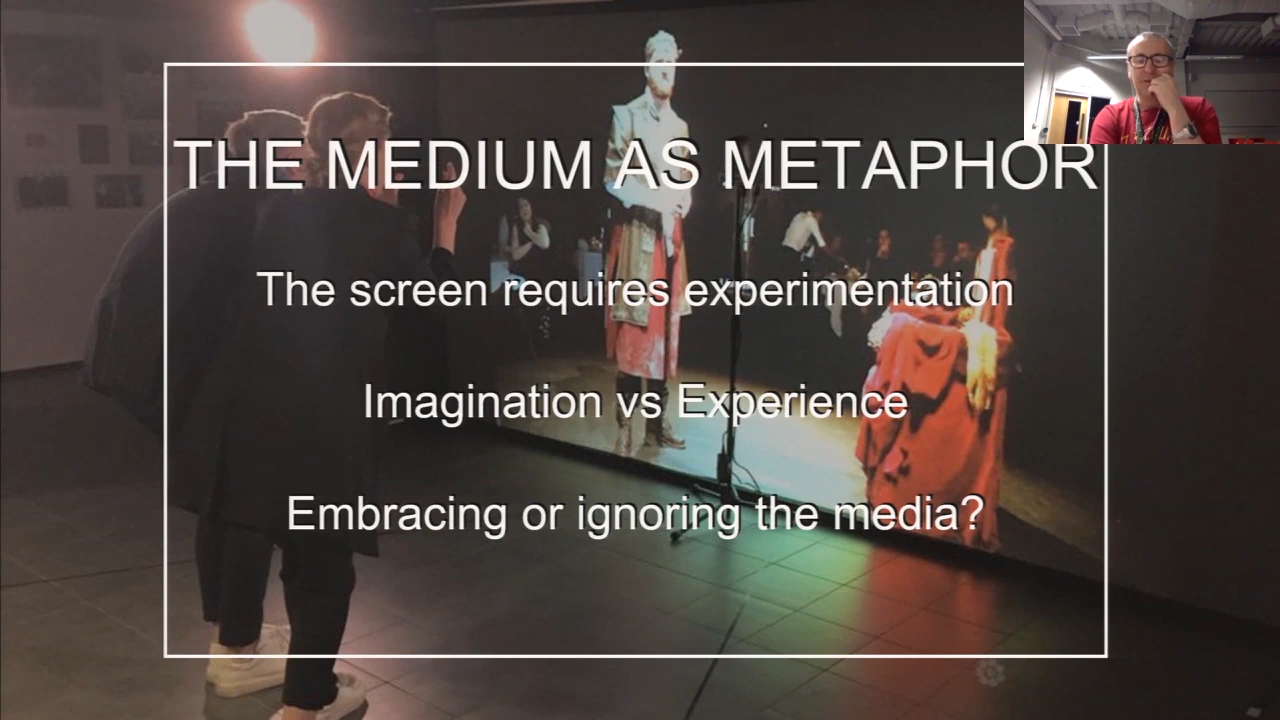 THE MEDIUM AS METAPHOR
The screen requires experimentation
Imagination vs Experience
Embracing or ignoring the media?